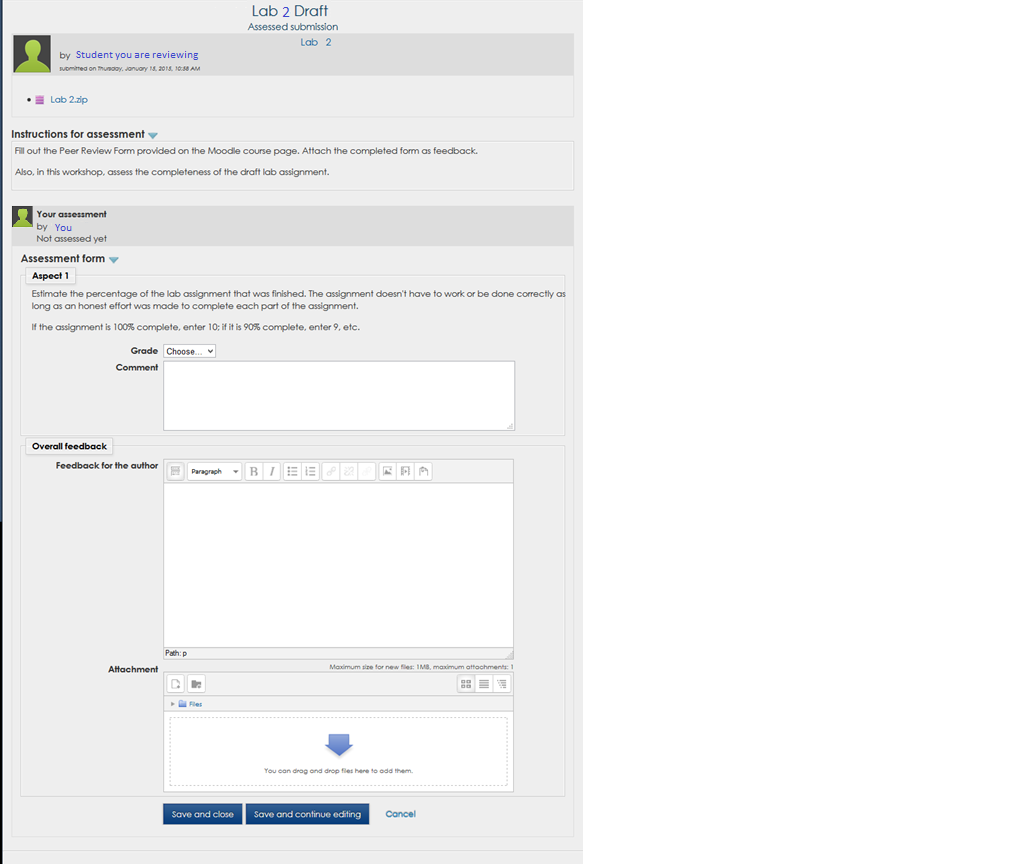 Lab 2 Draft
Assessed submission
Lab 2
by Student you are reviewing
submitted on Thursday, January 15, 2015, 10:58 AM
Lab 2.zip
Instructions for assessment
Fill out the Peer Review Form provided on the Moodle course page. Attach the completed form as feedback.
Also, in this workshop, assess the completeness of the draft lab assignment.
Your assessment
by You
Not assessed yet
Assessment form
Aspect 1
Estimate the percentage of the lab assignment that was finished. The assignment doesn't have to work or be done correctly as
long as an honest effort was made to complete each part of the assignment.
If the assignment is 100% complete, enter 10; if it is 90% complete, enter 9, etc.
Grade Choose...
Comment
Overall feedback
Feedback for the author
Paragraph B I
Path: p
Attachment
Maximum size for new files: 1MB, maximum attachments: 1
Files
You can drag and drop files here to add them.
Save and close Save and continue editing Cancel